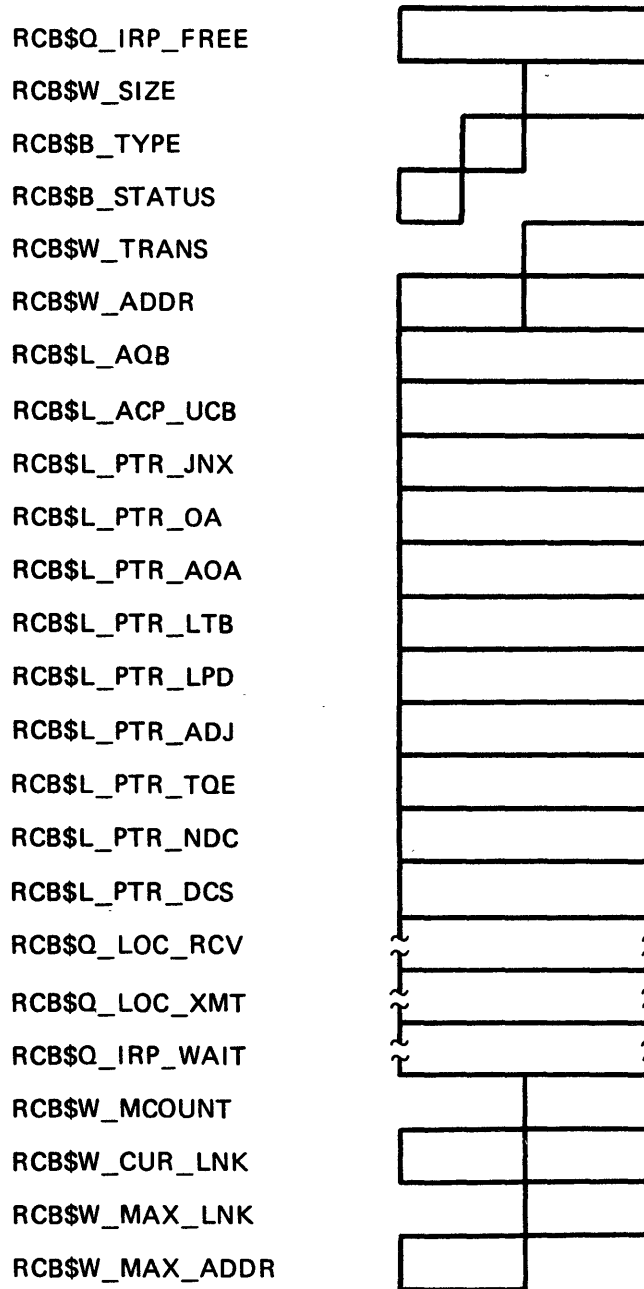 RCB$Q_IRP_FREE
RCB$W_SIZE
RCB$B_TYPE
RCB$B_STATUS
RCB$W_TRANS
RCB$W_ADDR
RCB$L_AQB
RCB$L_ACP_UCB
RCB$L_PTR_JNX
RCB$L_PTR_OA
RCB$L_PTR_AOA
RCB$L_PTR_LTB
RCB$L_PTR_LPD
RCB$L_PTR_ADJ
RCB$L_PTR_TQE
RCB$L_PTR_NDC
RCB$L_PTR_DCS
RCB$Q_LOC_RCV
RCB$Q_LOC_XMT
RCB$Q_IRP_WAIT
RCB$W_MCOUNT
RCB$W_CUR_LNK
RCB$W_MAX_LNK
RCB$W_MAX_ADDR